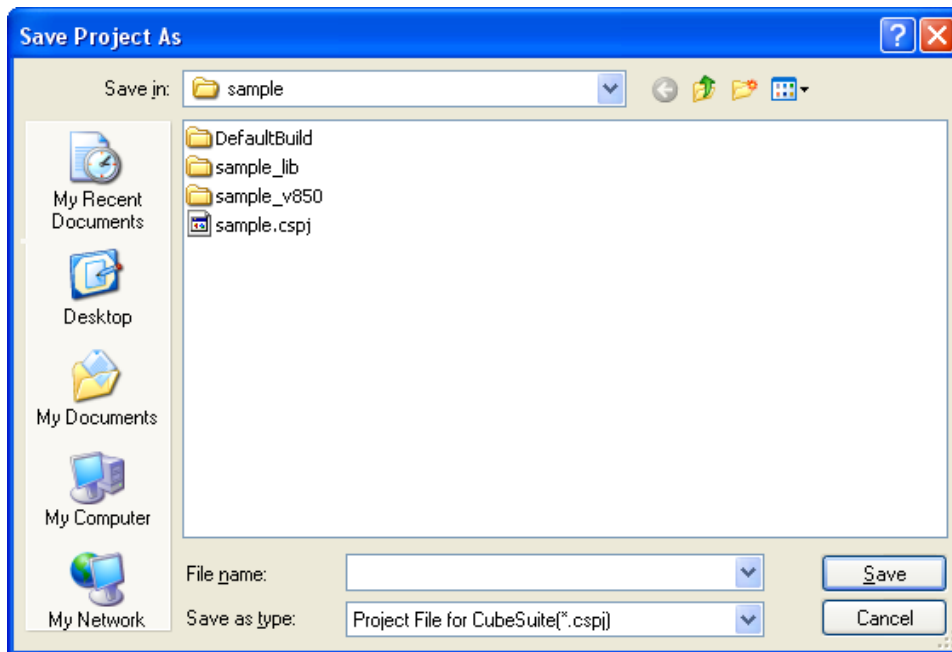 Save Project As
Save in:
sample
My Recent
Documents
Desktop
My Documents
My Computer
My Network
DefaultBuild
sample_lib
sample_v850
sample.cspj
File name:
Save
Save as type:
Project File for CubeSuite(*.cspj)
Cancel